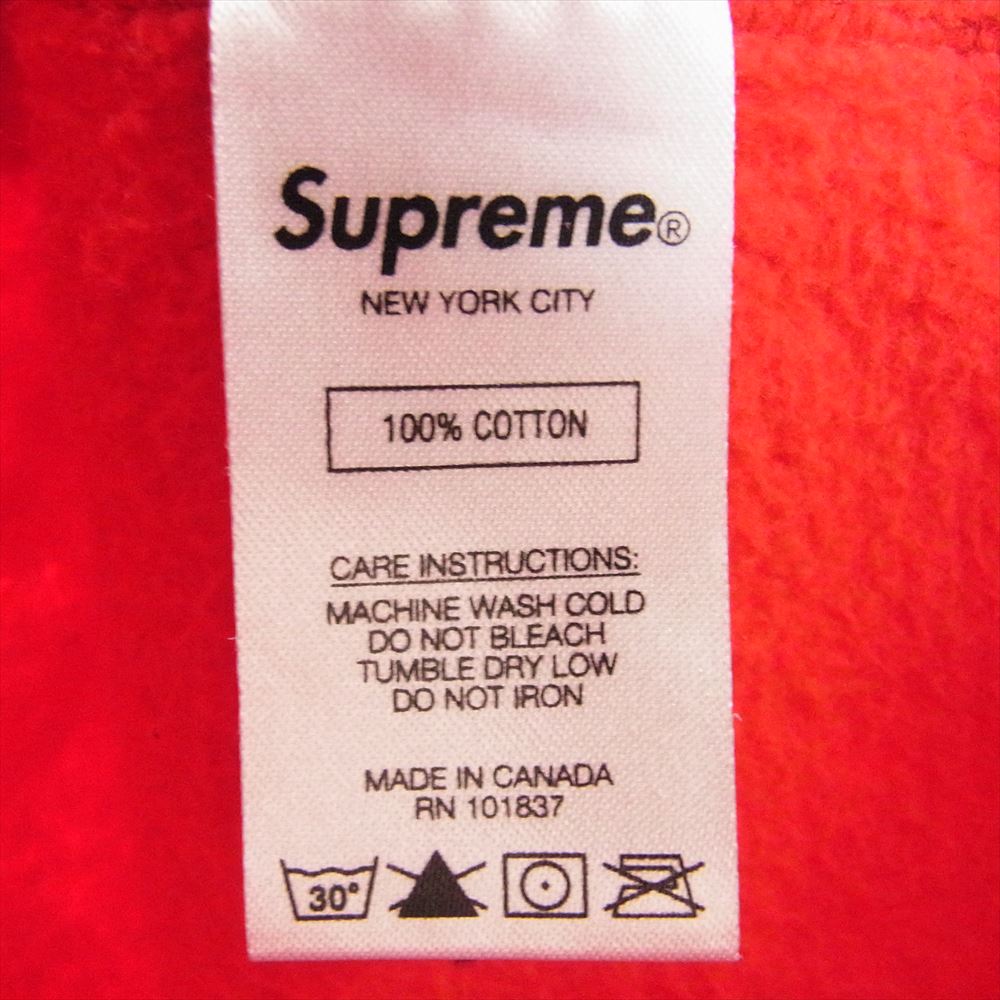 Supreme®
NEW YORK CITY
100% COTTON
CARE INSTRUCTIONS:
MACHINE WASH COLD
DO NOT BLEACH
TUMBLE DRY LOW
DO NOT IRON
MADE IN CANADA
RN 101837
30°